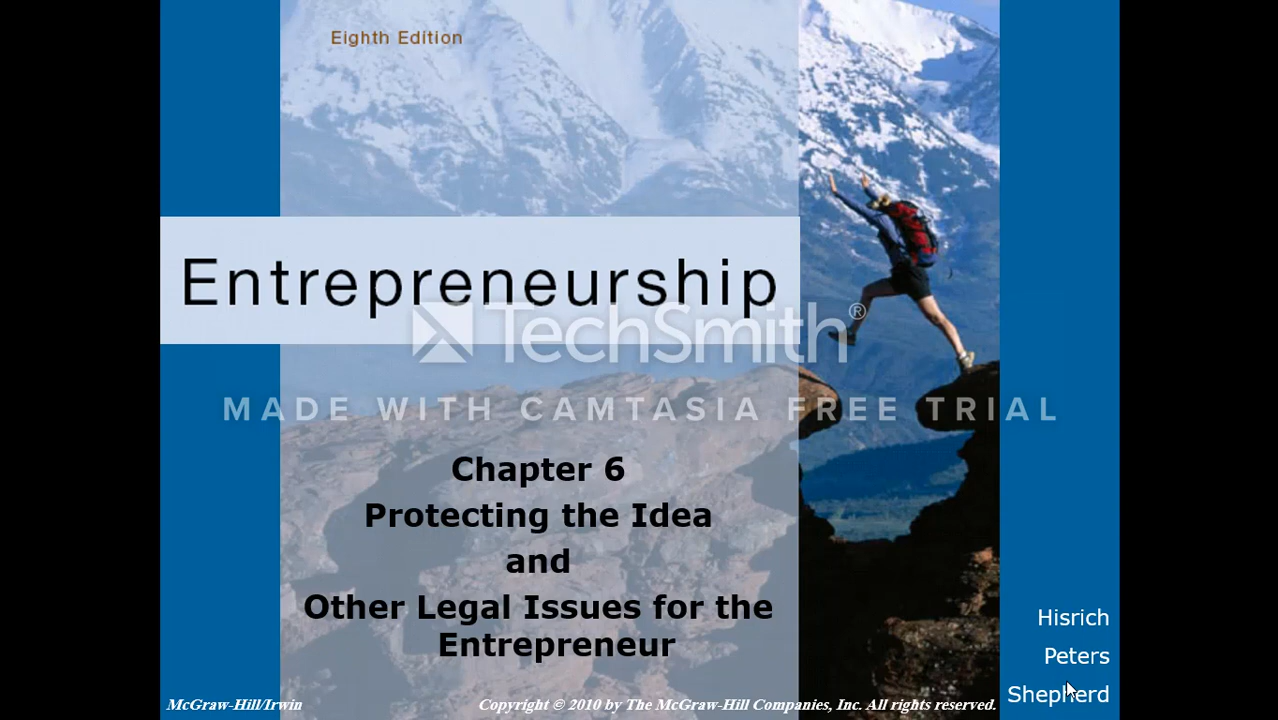 Eighth Edition
Entrepreneurship
TechSmith®
MADE WITH CAMTASIA FREE TRIAL
Chapter 6
Protecting the Idea
and
Other Legal Issues for the
Entrepreneur
Hisrich
Peters
Shepherd
McGraw-Hill/Irwin
Copyright © 2010 by The McGraw-Hill Companies, Inc. All rights reserved.